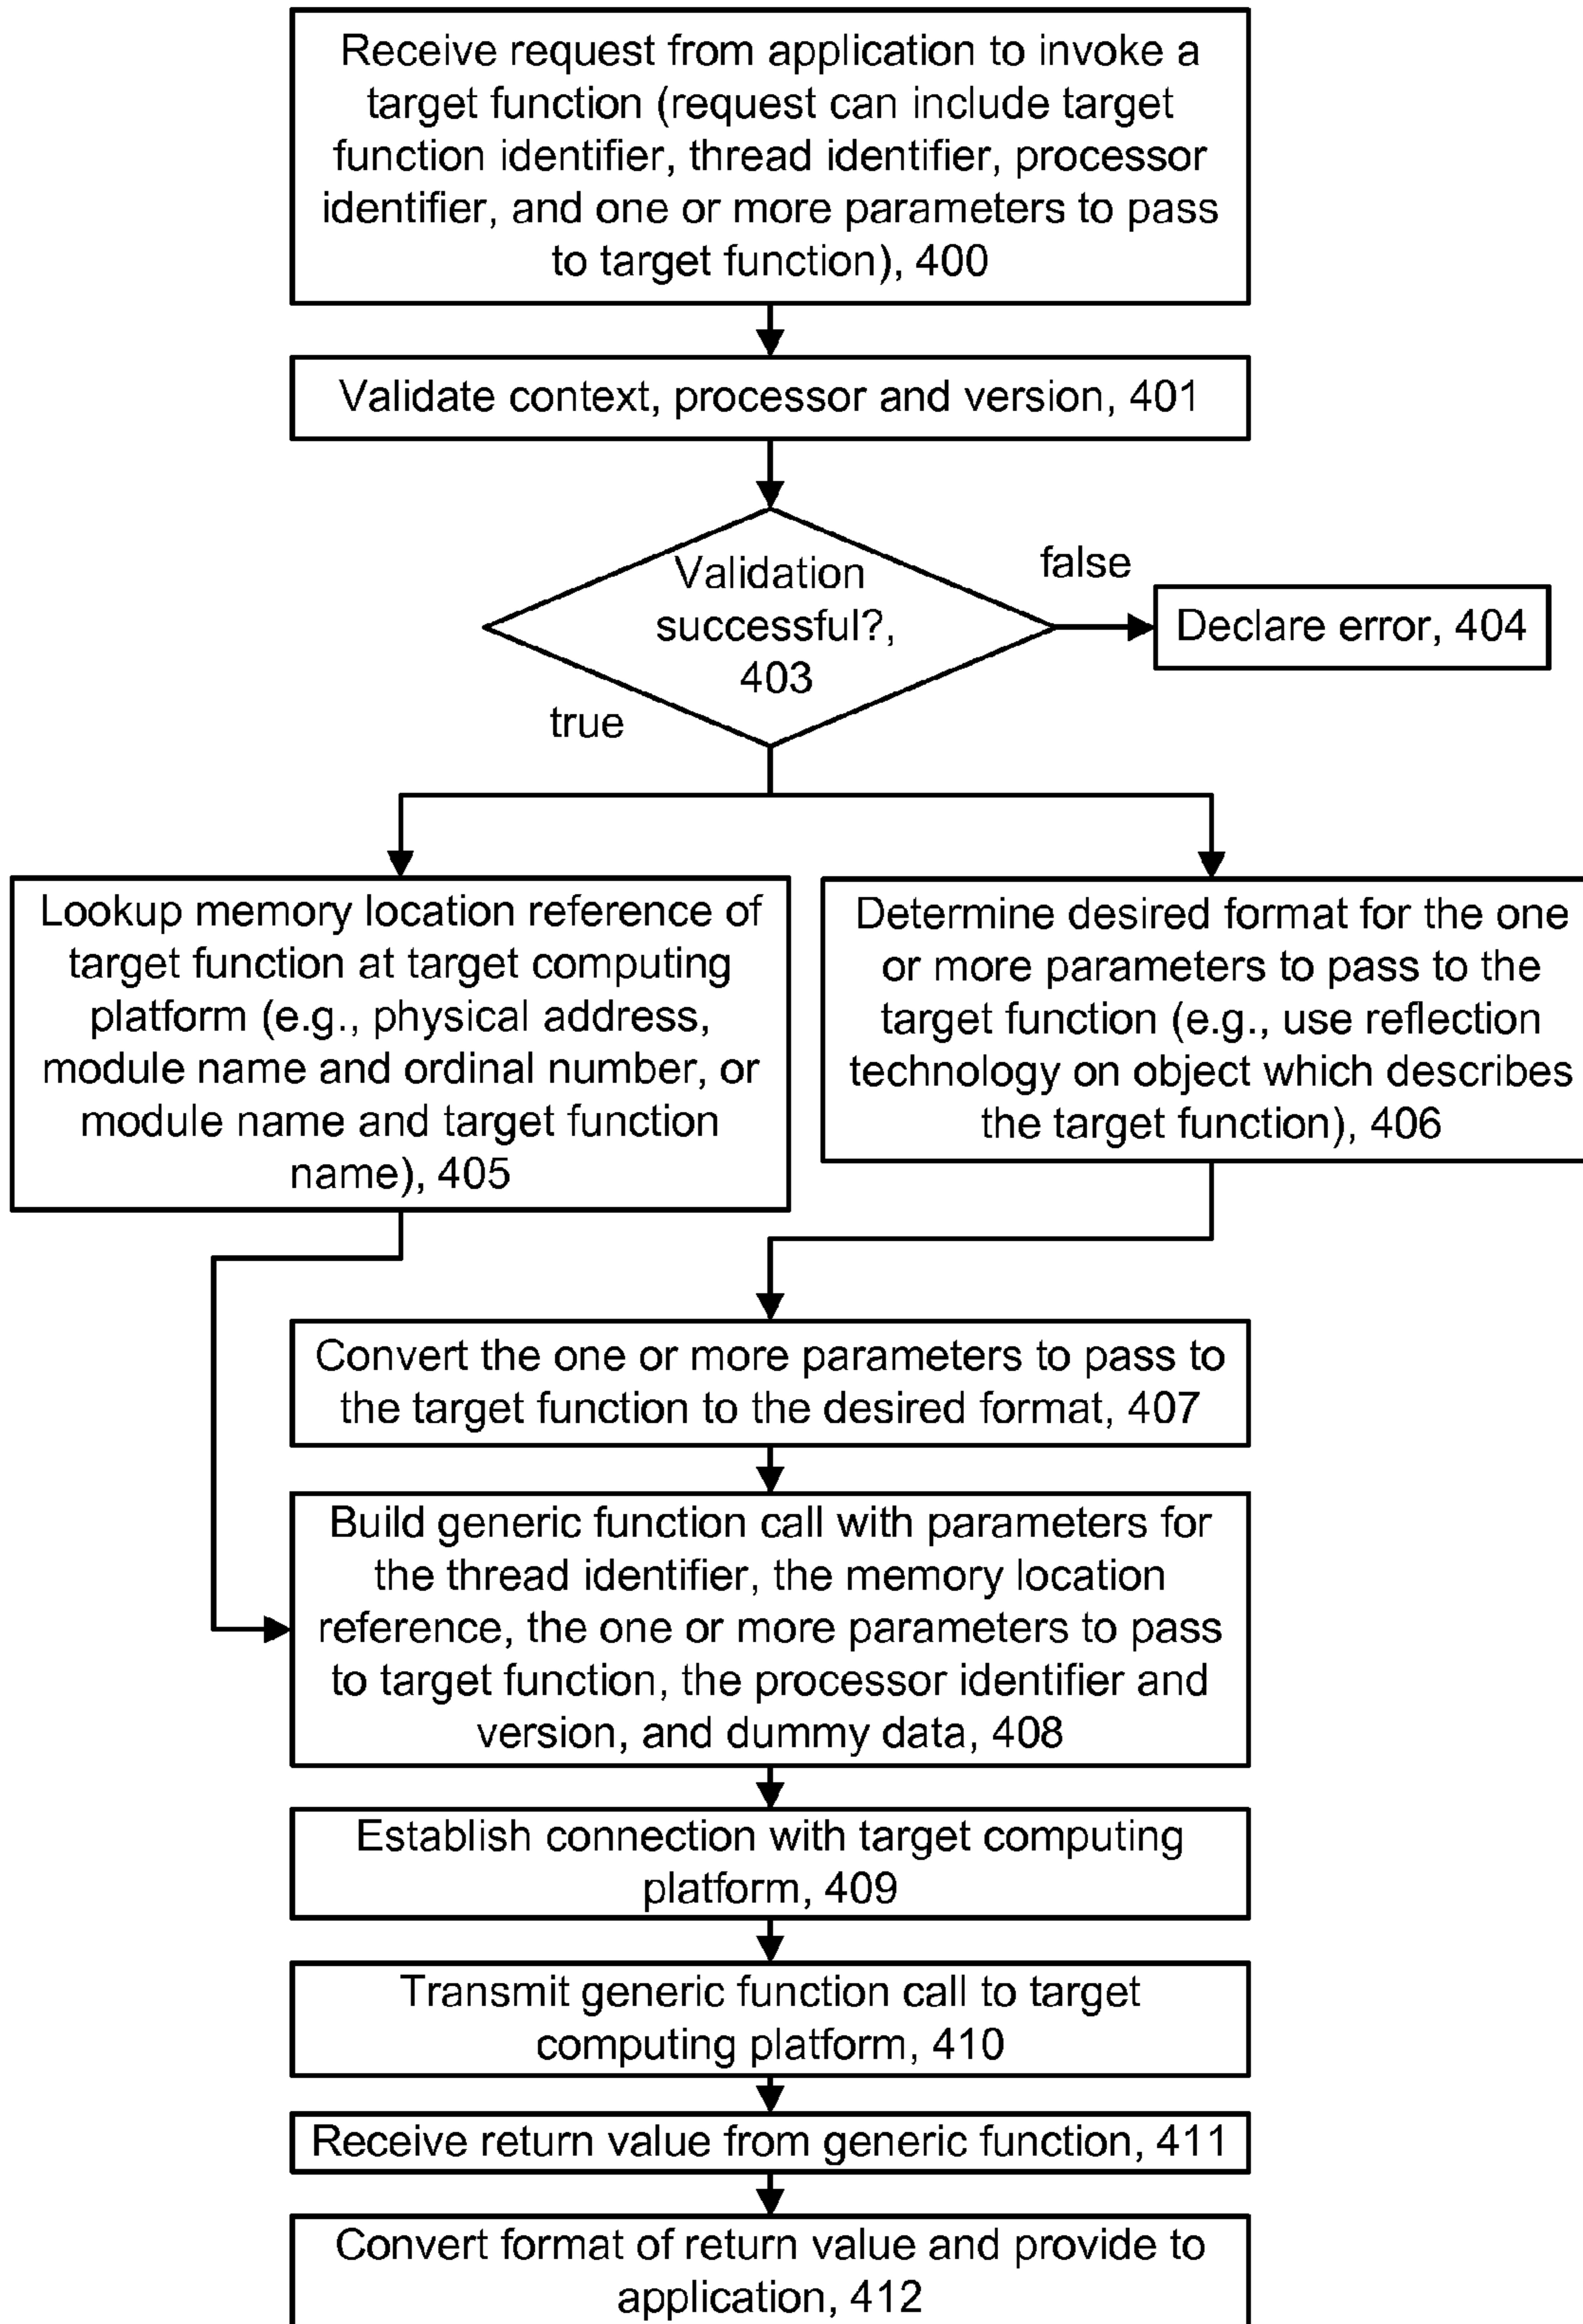 Receive request from application to invoke a
target function (request can include target
function identifier, thread identifier, processor
identifier, and one or more parameters to pass
to target function), 400
Validate context, processor and version, 401
Validation
successful?,
403
false
Declare error, 404
true
Lookup memory location reference of
target function at target computing
platform (e.g., physical address,
module name and ordinal number, or
module name and target function
name), 405
Determine desired format for the one
or more parameters to pass to the
target function (e.g., use reflection
technology on object which describes
the target function), 406
Convert the one or more parameters to pass to
the target function to the desired format, 407
Build generic function call with parameters for
the thread identifier, the memory location
reference, the one or more parameters to pass
to target function, the processor identifier and
version, and dummy data, 408
Establish connection with target computing
platform, 409
Transmit generic function call to target
computing platform, 410
Receive return value from generic function, 411
Convert format of return value and provide to
application, 412